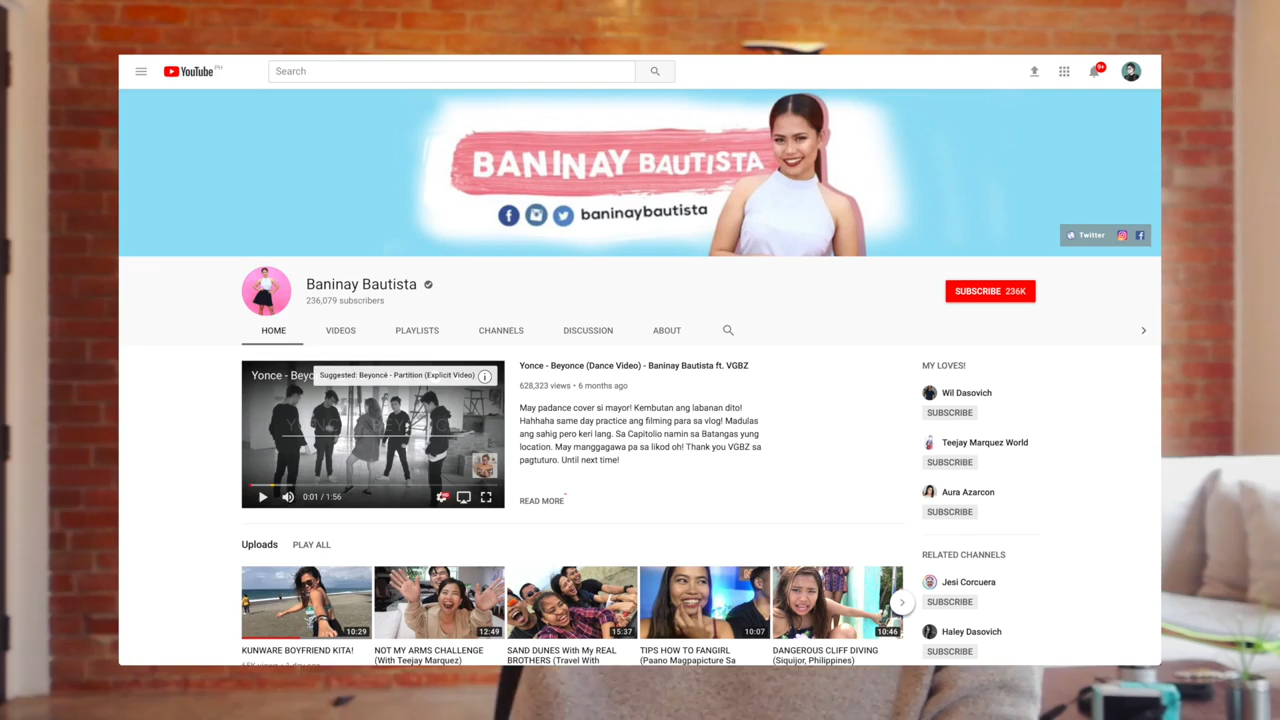 YouTube PH
Search
9+
BANINAY BAUTISTA
baninaybautista
Twitter
Baninay Bautista
236,079 subscribers
SUBSCRIBE 236K
HOME VIDEOS PLAYLISTS CHANNELS DISCUSSION ABOUT
Yonce - Beyo
Suggested: Beyoncé - Partition (Explicit Video)
0:01 / 1:56
Yonce - Beyonce (Dance Video) - Baninay Bautista ft. VGBZ
628,323 views • 6 months ago
May padance cover si mayor! Kembutan ang labanan dito!
Hahhaha same day practice ang filming para sa vlog! Madulas
ang sahig pero keri lang. Sa Capitolio namin sa Batangas yung
location. May manggagawa pa sa likod oh! Thank you VGBZ sa
pagtuturo. Until next time!
READ MORE
MY LOVES!
Wil Dasovich
SUBSCRIBE
Teejay Marquez World
SUBSCRIBE
Aura Azarcon
SUBSCRIBE
RELATED CHANNELS
Jesi Corcuera
SUBSCRIBE
Haley Dasovich
SUBSCRIBE
Uploads PLAY ALL
10:29
12:49
15:37
10:07
10:46
KUNWARE BOYFRIEND KITA!
NOT MY ARMS CHALLENGE
(With Teejay Marquez)
SAND DUNES With My REAL
BROTHERS (Travel With
TIPS HOW TO FANGIRL
(Paano Magpapicture Sa
DANGEROUS CLIFF DIVING
(Siquijor, Philippines)